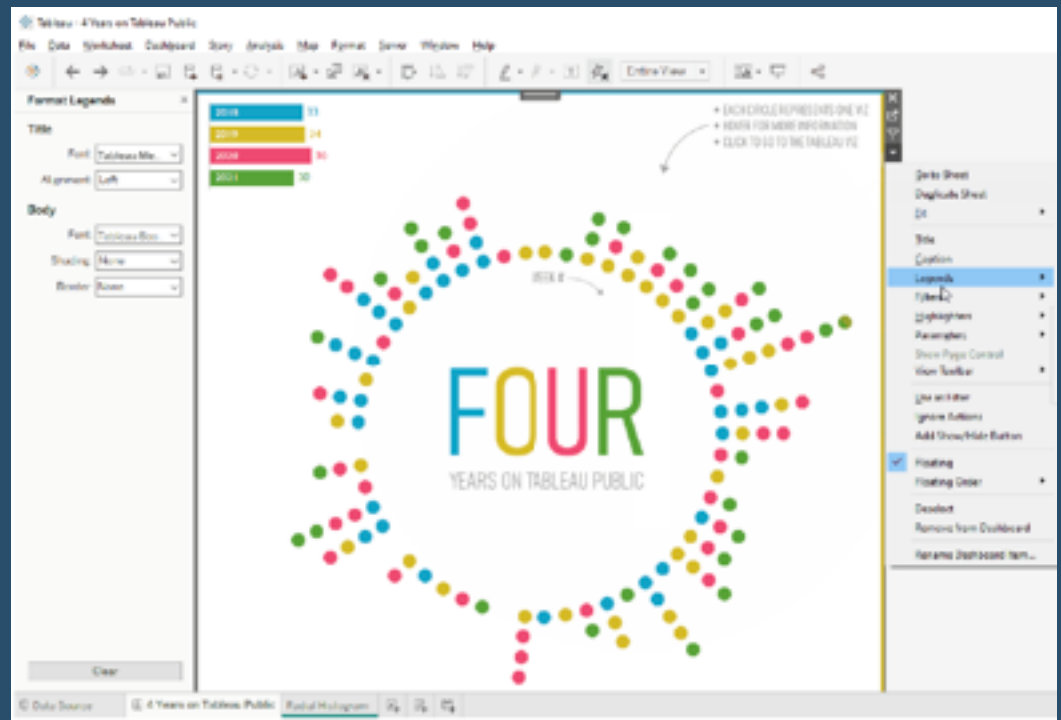 Tableau - 4 Years on Tableau Public
File Data Worksheet Dashboard Story Analysis Map Format Server Window Help
Entire View
Format Legends
Title
Font: Tableau Me...
Alignment: Left
Body
Font: Tableau Boo...
Shading: None
Border: None
Clear
2018
2019
2020
2021
+ EACH CIRCLE REPRESENTS ONE VIZ
+ HOVER FOR MORE INFORMATION
+ CLICK TO GO TO THE TABLEAU VIZ
WEEK
FOUR
YEARS ON TABLEAU PUBLIC
Go to Sheet
Duplicate Sheet
Fit
Title
Caption
Legends
Filters
Highlighters
Parameters
Show Page Control
View Toolbar
Use as Filter
Ignore Actions
Add Show/Hide Button
Floating
Floating Order
Deselect
Remove from Dashboard
Rename Dashboard Item...
Data Source 4 Years on Tableau Public Radial Histogram